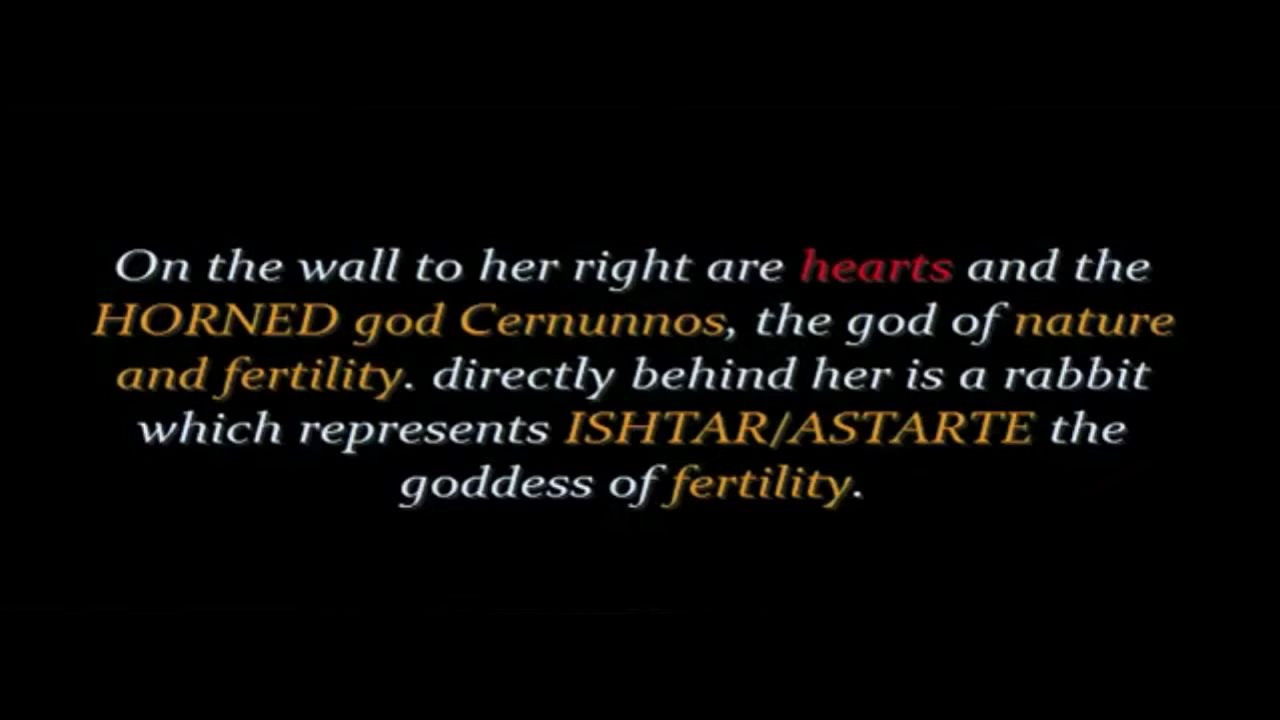 On the wall to her right are hearts and the
HORNED god Cernunnos, the god of nature
and fertility. directly behind her is a rabbit
which represents ISHTAR/ASTARTE the
goddess of fertility.